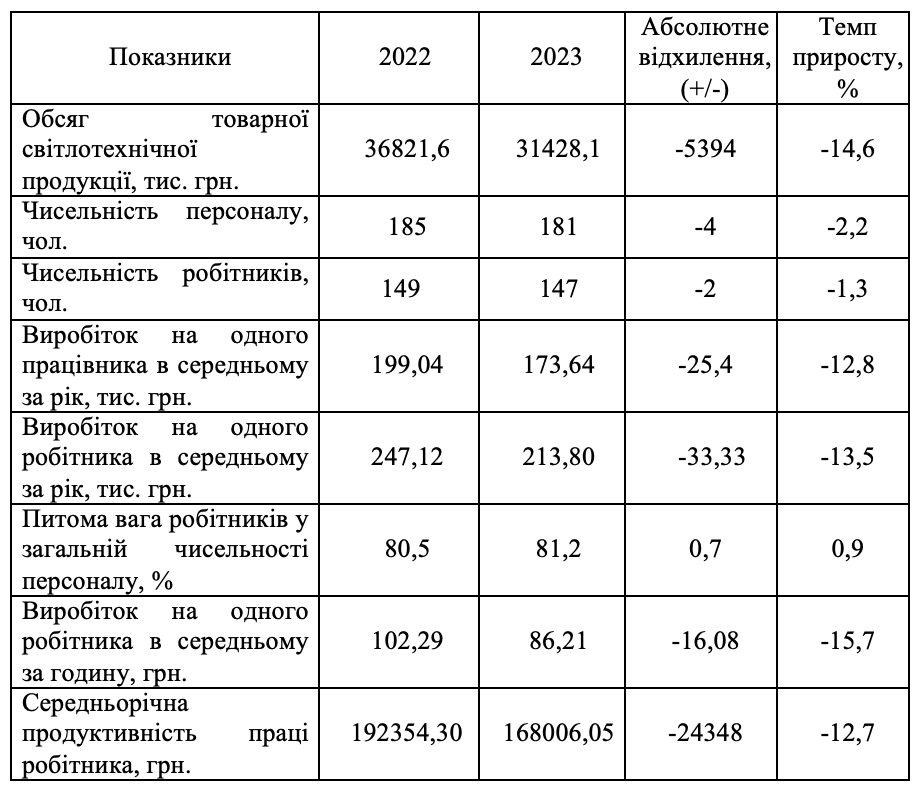 Показники 2022 2023 Абсолютне відхилення, (+/-) Темп приросту, %
Обсяг товарної
світлотехнічної
продукції, тис. грн.
36821,6 31428,1 -5394 -14,6
Чисельність персоналу,
чол.
185 181 -4 -2,2
Чисельність робітників,
чол.
149 147 -2 -1,3
Виробіток на одного
працівника в середньому
за рік, тис. грн.
199,04 173,64 -25,4 -12,8
Виробіток на одного
робітника в середньому
за рік, тис. грн.
247,12 213,80 -33,33 -13,5
Питома вага робітників у
загальній чисельності
персоналу, %
80,5 81,2 0,7 0,9
Виробіток на одного
робітника в середньому
за годину, грн.
102,29 86,21 -16,08 -15,7
Середньорічна
продуктивність праці
робітника, грн.
192354,30 168006,05 -24348 -12,7